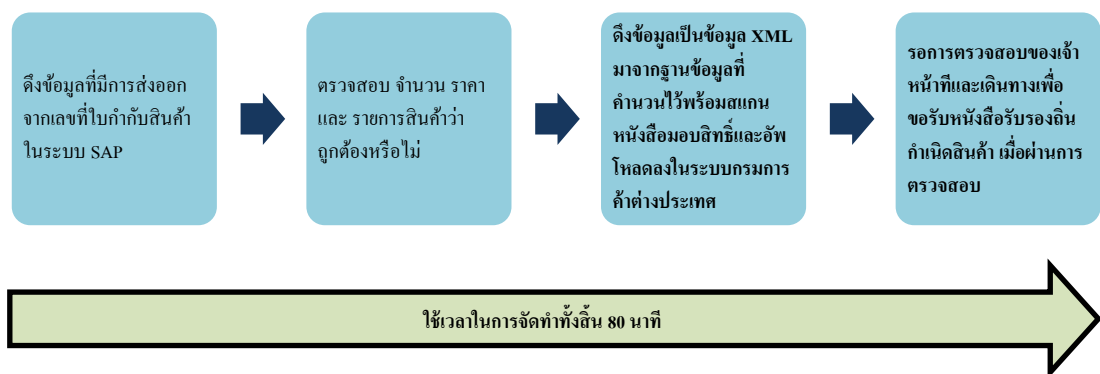 ดึงข้อมูลที่มีการส่งออก
จากเลขที่ใบกำกับสินค้า
ในระบบ SAP
ตรวจสอบ จำนวน ราคา
และ รายการสินค้าว่า
ถูกต้องหรือไม่
ดึงข้อมูลเป็นข้อมูล XML
มาจากฐานข้อมูลที่
คำนวนไว้พร้อมสแกน
หนังสือมอบสิทธิ์และอัพ
โหลดลงในระบบกรมการ
ค้าต่างประเทศ
รอการตรวจสอบของเจ้า
หน้าทีและเดินทางเพื่อ
ขอรับหนังสือรับรองถิ่น
กำเนิดสินค้า เมื่อผ่านการ
ตรวจสอบ
ใช้เวลาในการจัดทำทั้งสิ้น 80 นาที